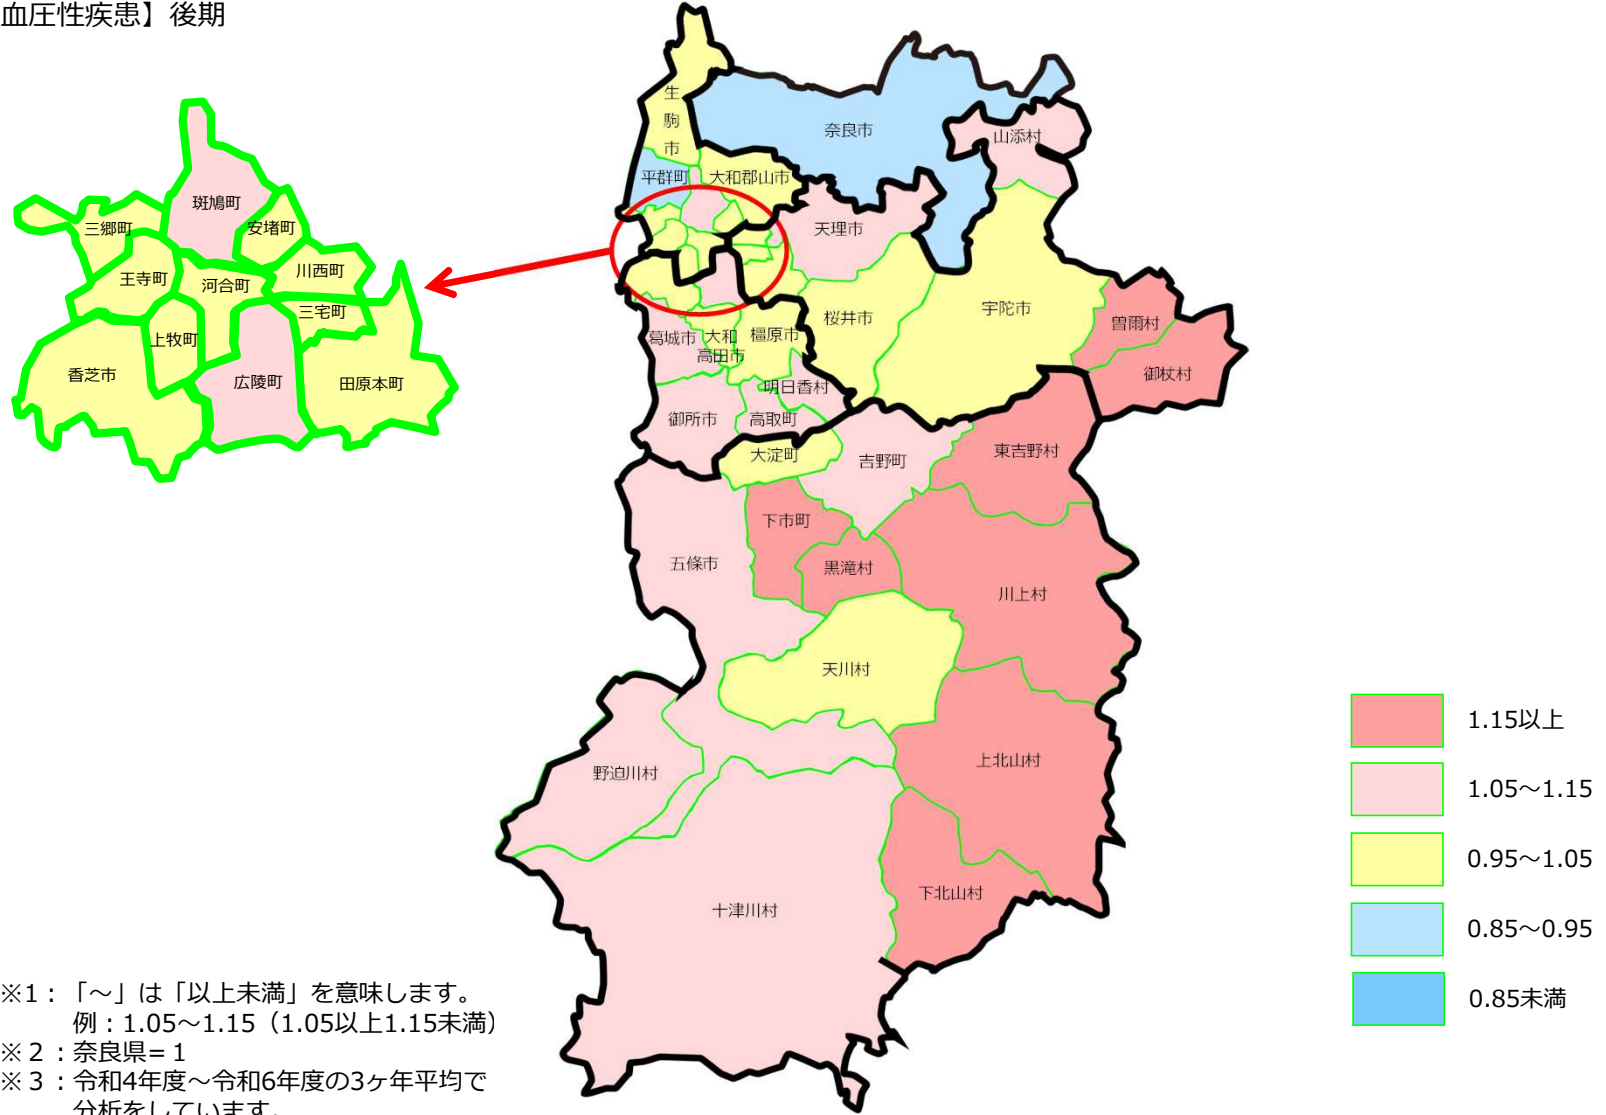 血圧性疾患】後期
生
駒
市
奈良市
山添村
平群町
大和郡山市
斑鳩町
三郷町
安堵町
天理市
王寺町
河合町
川西町
三宅町
上牧町
香芝市
広陵町
田原本町
桜井市
宇陀市
曽爾村
葛城市
大和
高田市
橿原市
御杖村
明日香村
御所市
高取町
大淀町
吉野町
東吉野村
下市町
五條市
黒滝村
川上村
天川村
野迫川村
上北山村
下北山村
十津川村
1.15以上
1.05～1.15
0.95～1.05
0.85～0.95
0.85未満
※1：「～」は「以上未満」を意味します。
例：1.05～1.15（1.05以上1.15未満）
※２：奈良県=１
※３：令和4年度～令和6年度の3ヶ年平均で
分析をしています。